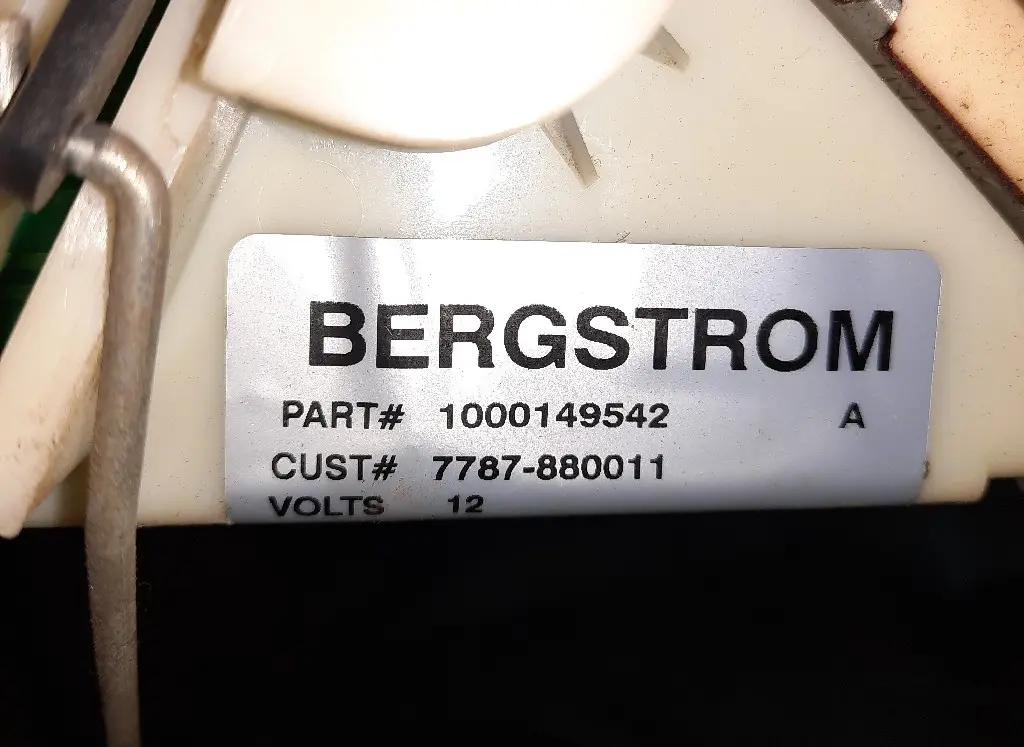 BERGSTROM
PART# 1000149542 A
CUST# 7787-880011
VOLTS 12